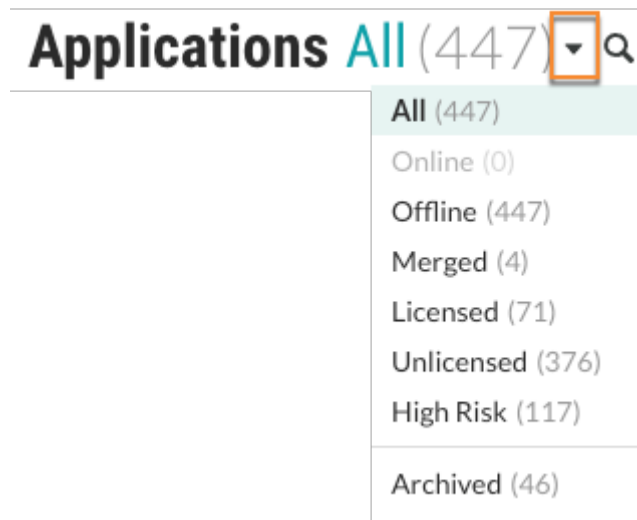 Applications All (447)
All (447)
Online (0)
Offline (447)
Merged (4)
Licensed (71)
Unlicensed (376)
High Risk (117)
Archived (46)